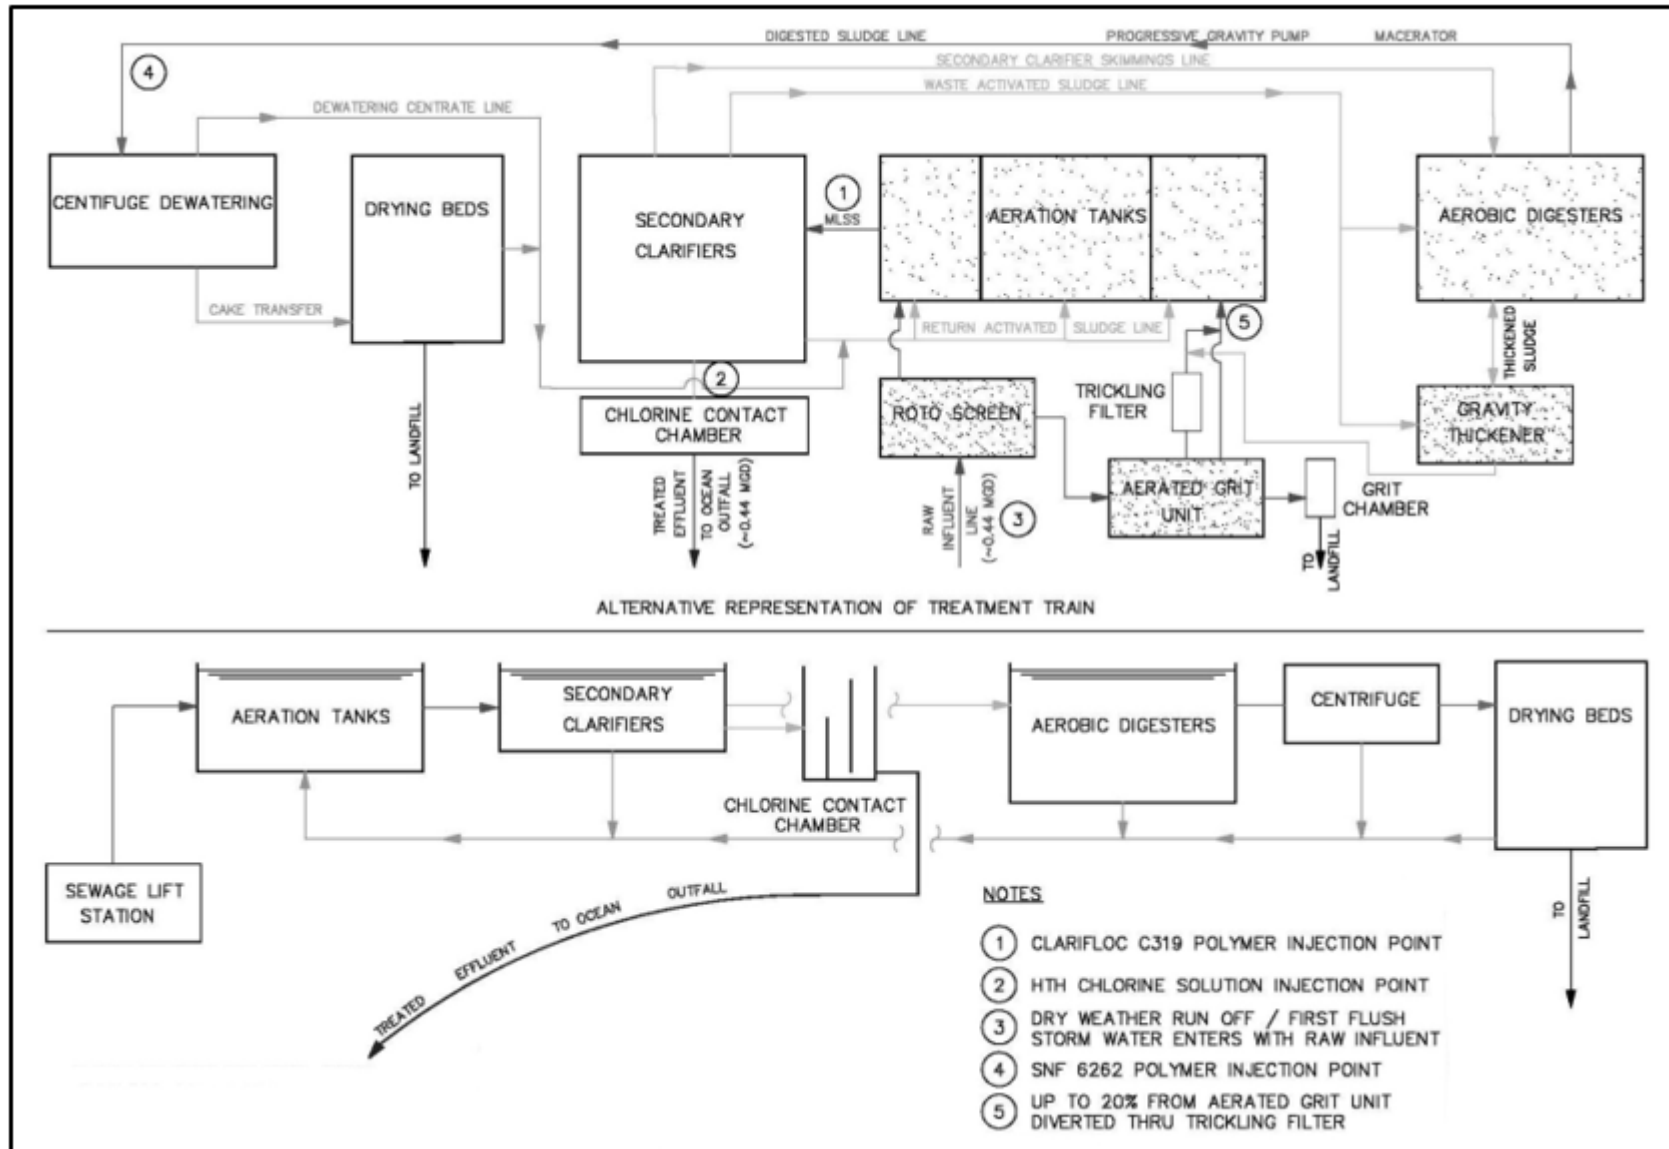 DIGESTED SLUDGE LINE
PROGRESSIVE GRAVITY PUMP
MACERATOR
SECONDARY CLARIFIER SKIMMINGS LINE
WASTE ACTIVATED SLUDGE LINE
4
DEWATERING CENTRATE LINE
CENTIFUGE DEWATERING
DRYING BEDS
SECONDARY
CLARIFIERS
1
MLSS
AERATION TANKS
AEROBIC DIGESTERS
CAKE TRANSFER
RETURN ACTIVATED SLUDGE LINE
5
THICKENED
SLUDGE
2
TRICKLING
FILTER
ROTO SCREEN
GRAVITY
THICKENER
CHLORINE CONTACT
CHAMBER
TO LANDFILL
TREATED
EFFLUENT
TO OCEAN
OUTFALL
(~0.44 MGD)
RAW
INFLUENT
LINE
(~0.44 MGD)
3
AERATED GRIT
UNIT
GRIT
CHAMBER
TO
LANDFILL
ALTERNATIVE REPRESENTATION OF TREATMENT TRAIN
AERATION TANKS
SECONDARY
CLARIFIERS
CHLORINE CONTACT
CHAMBER
AEROBIC DIGESTERS
CENTRIFUGE
DRYING BEDS
SEWAGE LIFT
STATION
TREATED EFFLUENT TO OCEAN OUTFALL
TO
LANDFILL
NOTES
1 CLARIFLOC C319 POLYMER INJECTION POINT
2 HTH CHLORINE SOLUTION INJECTION POINT
3 DRY WEATHER RUN OFF / FIRST FLUSH
STORM WATER ENTERS WITH RAW INFLUENT
4 SNF 6262 POLYMER INJECTION POINT
5 UP TO 20% FROM AERATED GRIT UNIT
DIVERTED THRU TRICKLING FILTER